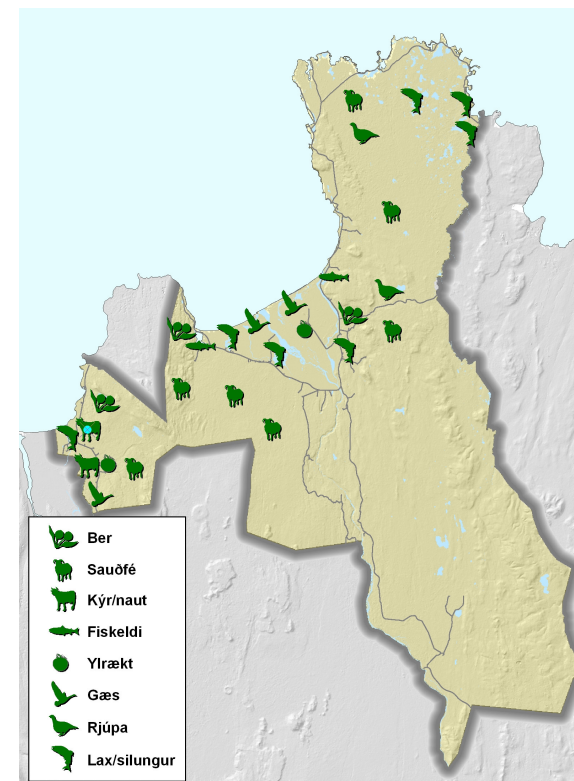 Ber
Sauðfé
Kýr/naut
Fiskeldi
Ylrækt
Gæs
Rjúpa
Lax/silungur